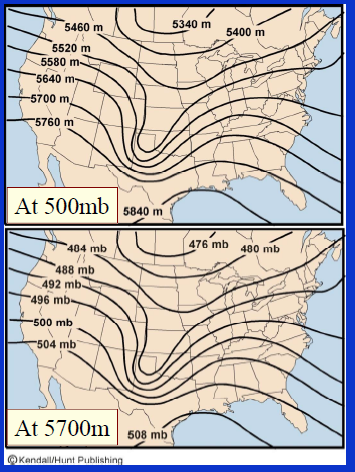 5340 m
5460 m
5400 m
5520 m
5580 m
5640 m
5700 m
5760 m
At 500mb
5840 m
476 mb
484 mb
480 mb
488 mb
492 mb
496 mb
500 mb
504 mb
At 5700m
508 mb
©Kendall/Hunt Publishing